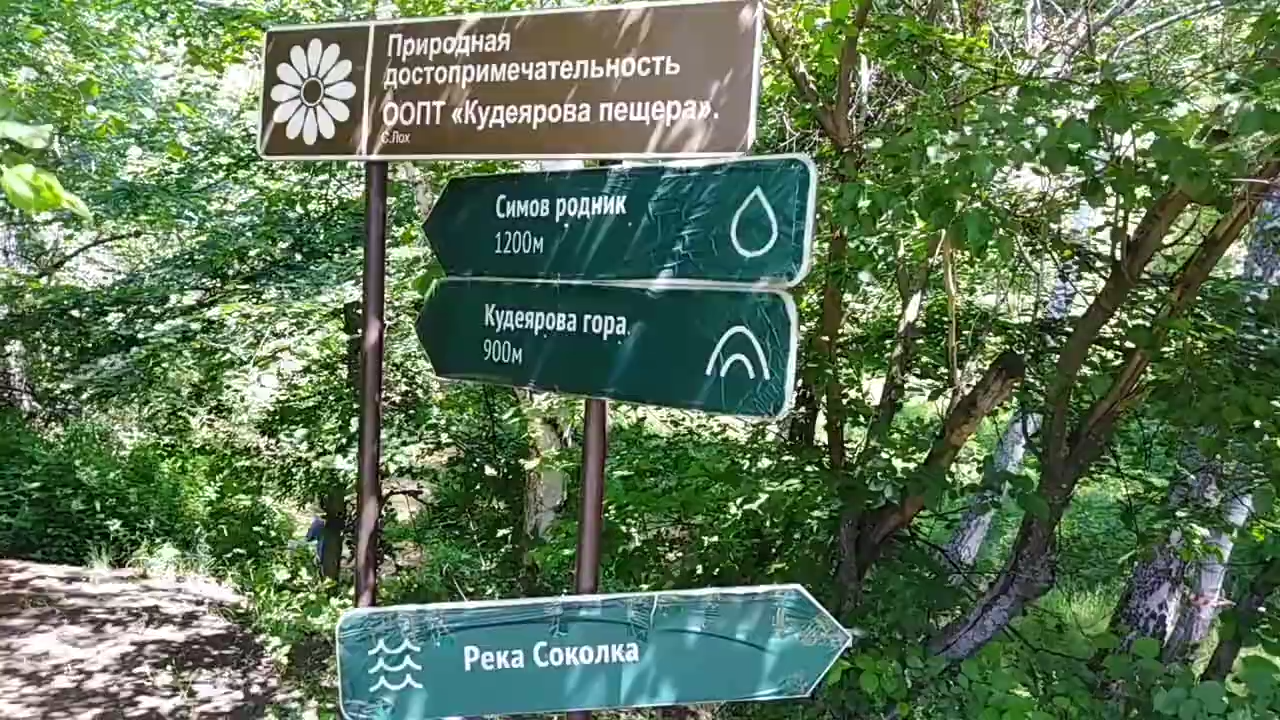 Природная
достопримечательность
ООПТ «Кудеярова пещера».
С.Лох
Симов родник
1200м
Кудеярова гора
900м
Река Соколка